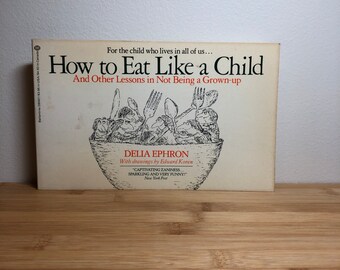 For the child who lives in all of us...
How to Eat Like a Child
And Other Lessons in Not Being a Grown-up
DELIA EPHRON
With drawings by Edward Koren
"CAPTIVATING ZANINESS,
SPARKLING AND VERY FUNNY!"
New York Post